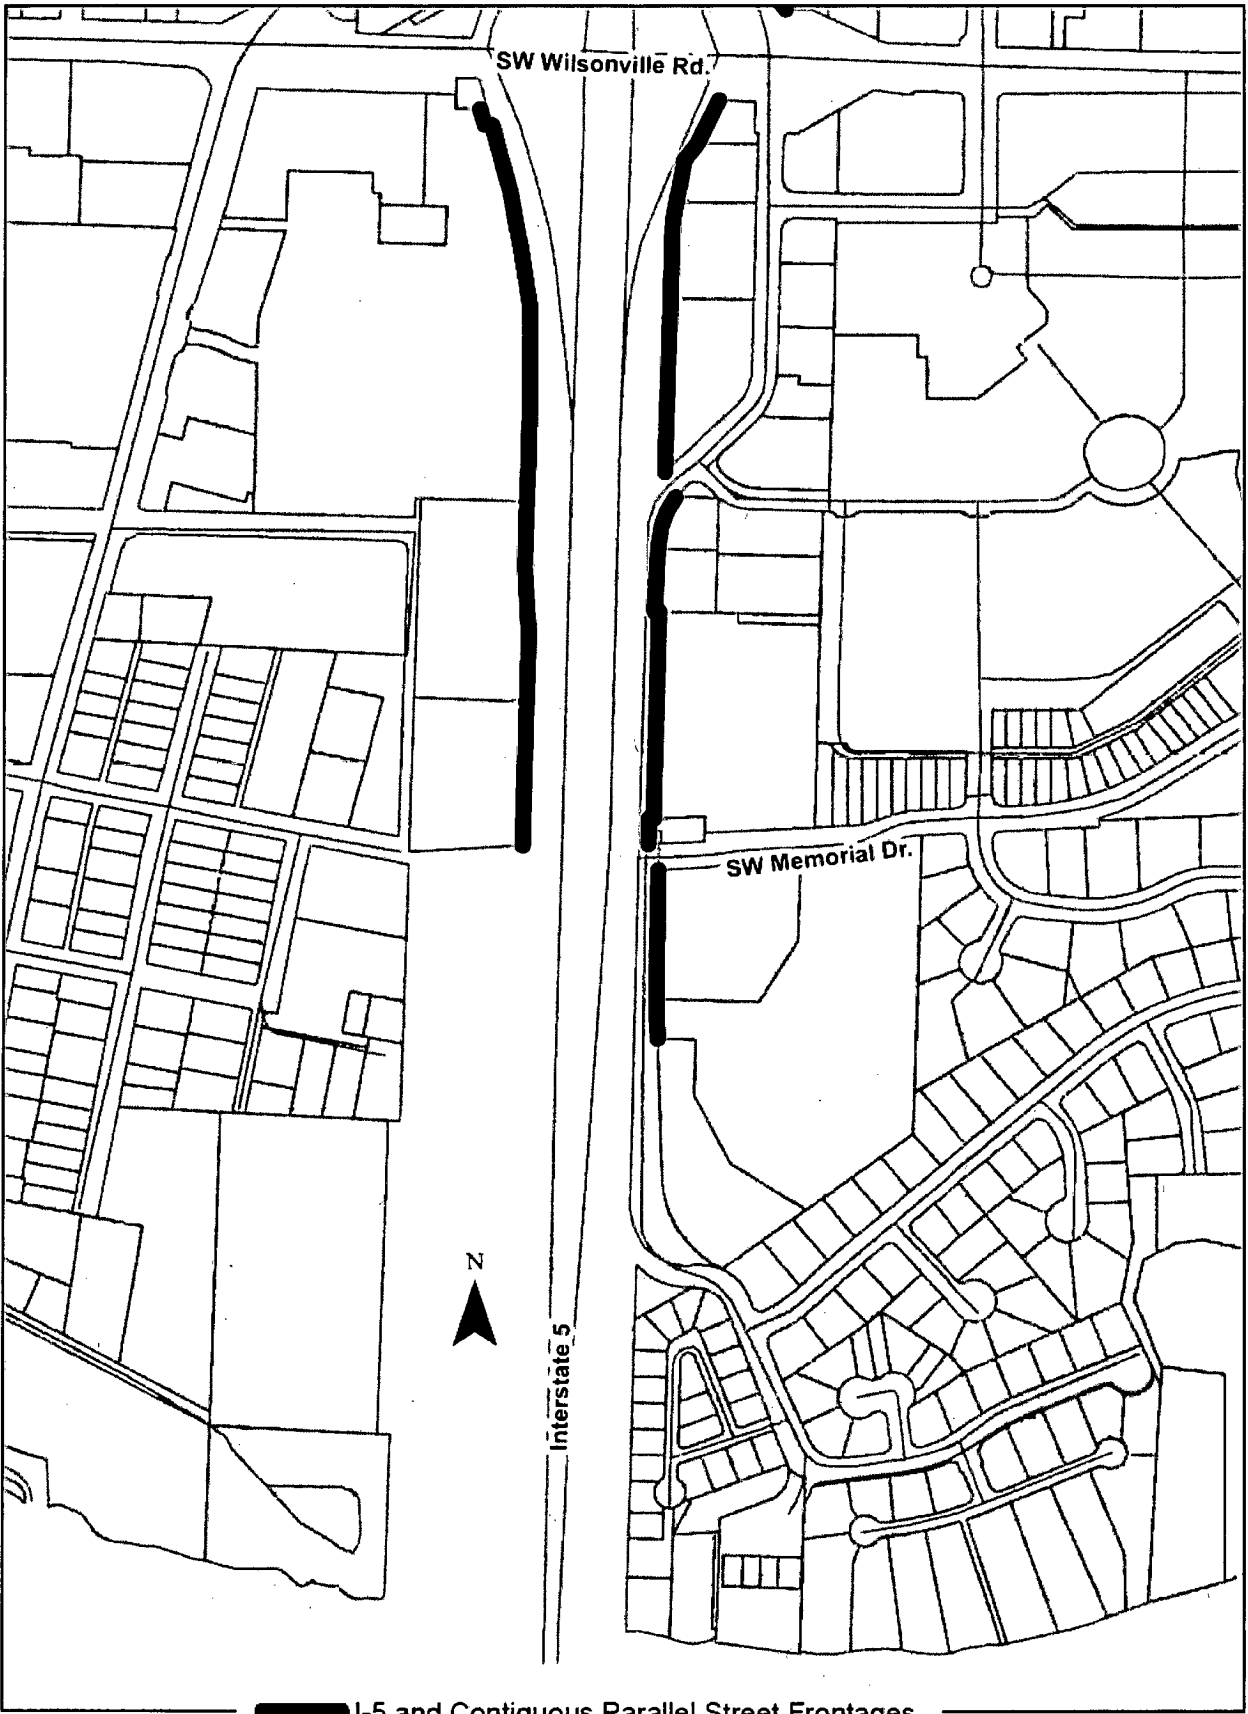 SW Wilsonville Rd.
SW Memorial Dr.
N
Interstate 5
I-5 and Contiguous Parallel Street Frontages